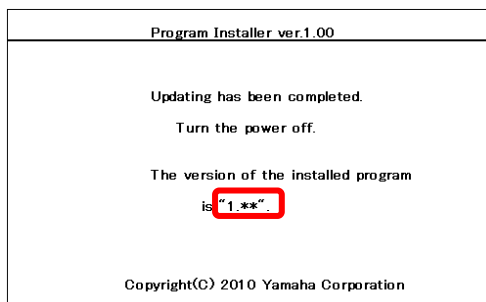 Program Installer ver.1.00
Updating has been completed.
Turn the power off.
The version of the installed program
is "1.**".
Copyright(C) 2010 Yamaha Corporation